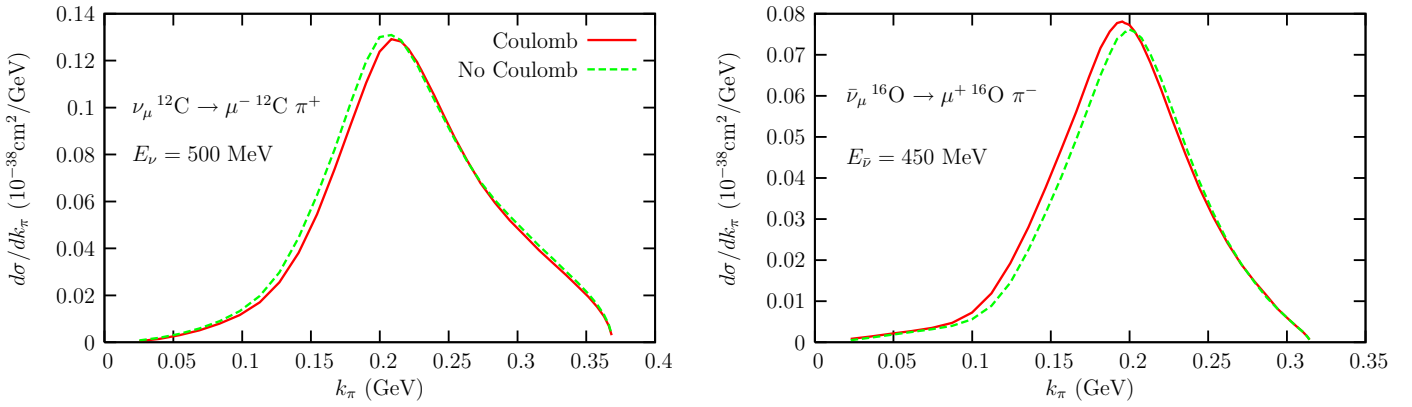 dσ/dk_π (10⁻³⁸cm²/GeV)
0.14
0.12
0.1
0.08
0.06
0.04
0.02
0
0 0.05 0.1 0.15 0.2 0.25 0.3 0.35 0.4
k_π (GeV)
Coulomb
No Coulomb
ν_μ ¹²C → μ⁻ ¹²C π⁺
E_ν = 500 MeV
dσ/dk_π (10⁻³⁸cm²/GeV)
0.08
0.07
0.06
0.05
0.04
0.03
0.02
0.01
0
0 0.05 0.1 0.15 0.2 0.25 0.3 0.35
k_π (GeV)
ν̄_μ ¹⁶O → μ⁺ ¹⁶O π⁻
E_ν̄ = 450 MeV